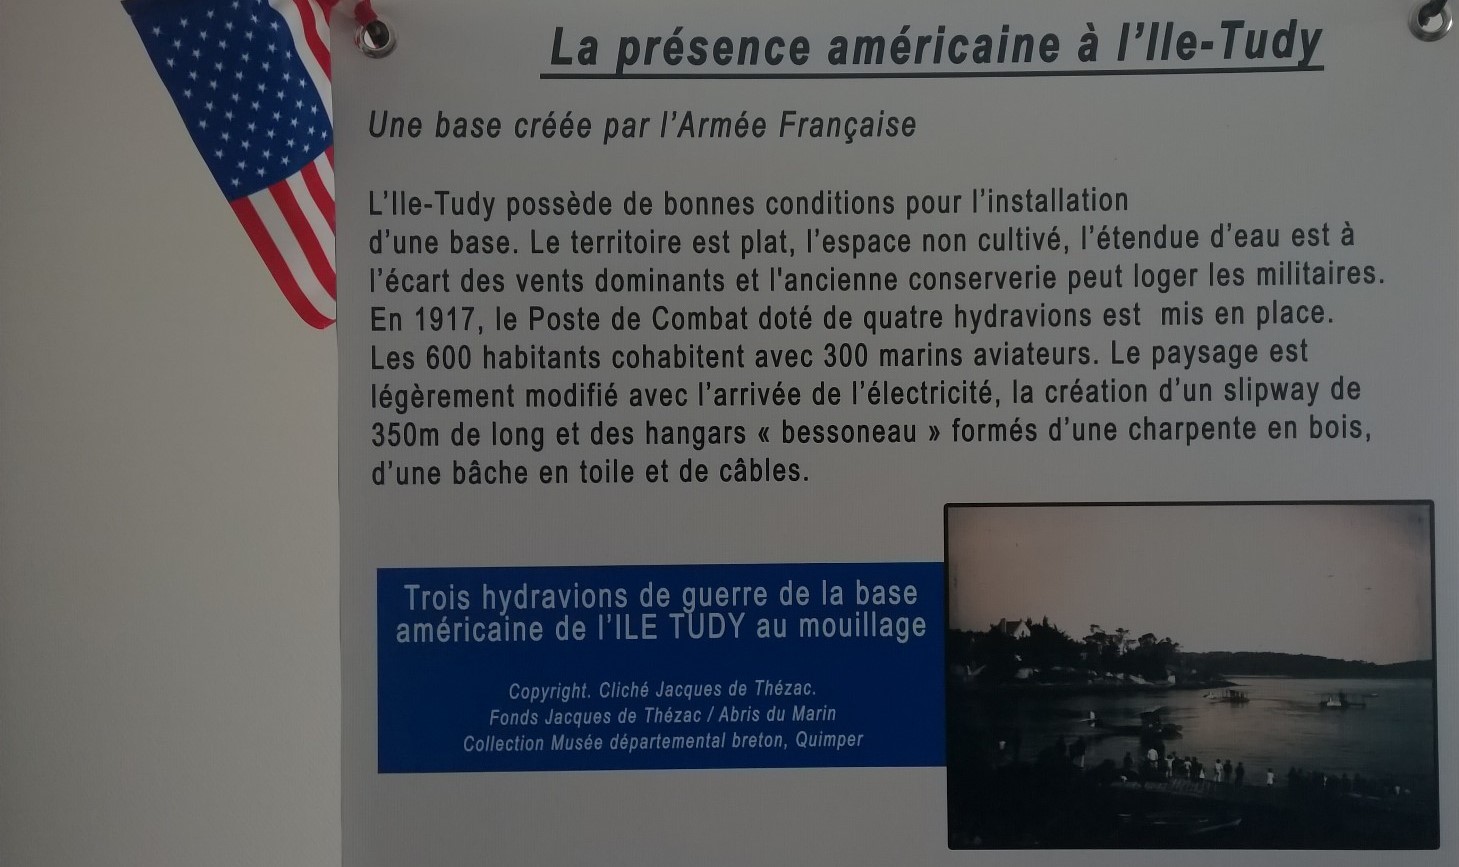 La présence américaine à l'Ile-Tudy
Une base créée par l'Armée Française
L'Ile-Tudy possède de bonnes conditions pour l'installation
d'une base. Le territoire est plat, l'espace non cultivé, l'étendue d'eau est à
l'écart des vents dominants et l'ancienne conserverie peut loger les militaires.
En 1917, le Poste de Combat doté de quatre hydravions est mis en place.
Les 600 habitants cohabitent avec 300 marins aviateurs. Le paysage est
légèrement modifié avec l'arrivée de l'électricité, la création d'un slipway de
350m de long et des hangars « bessoneau » formés d'une charpente en bois,
d'une bâche en toile et de câbles.
Trois hydravions de guerre de la base
américaine de l'ILE TUDY au mouillage
Copyright. Cliché Jacques de Thézac.
Fonds Jacques de Thézac / Abris du Marin
Collection Musée départemental breton, Quimper